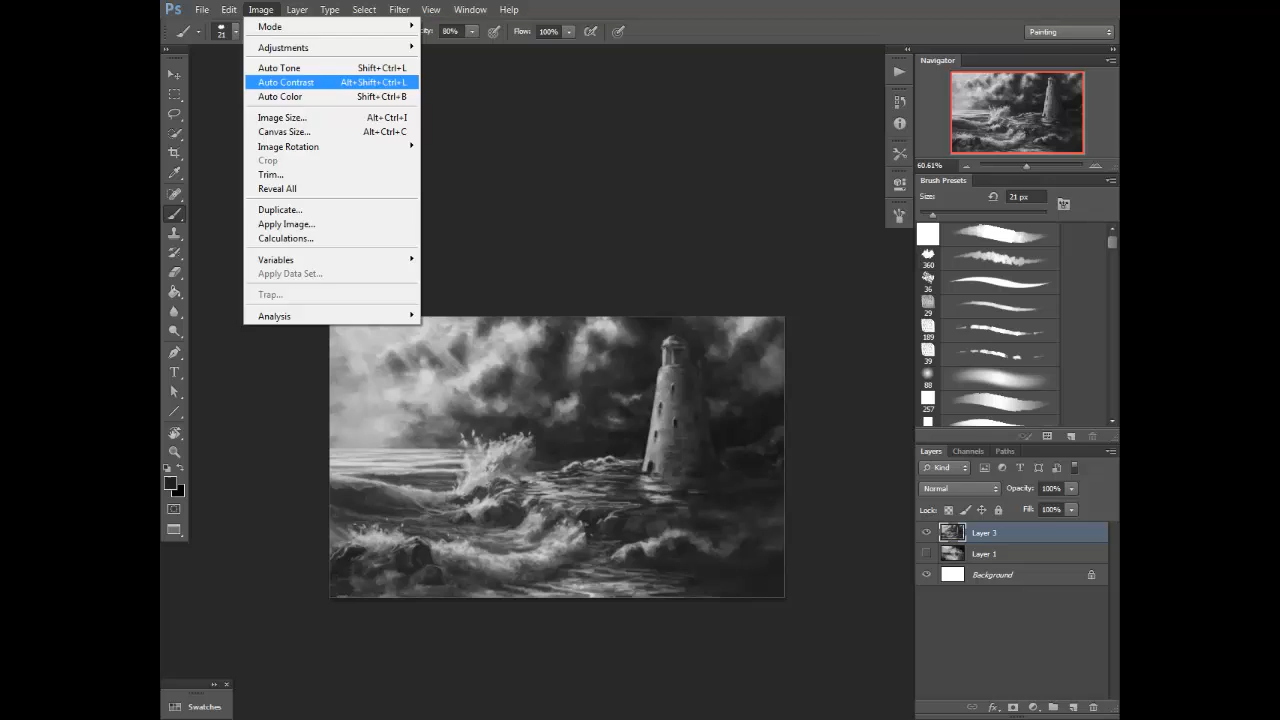 Ps File Edit Image Layer Type Select Filter View Window Help
21 80% Flow: 100% Painting
Mode
Adjustments
Auto Tone Shift+Ctrl+L
Auto Contrast Alt+Shift+Ctrl+L
Auto Color Shift+Ctrl+B
Image Size... Alt+Ctrl+I
Canvas Size... Alt+Ctrl+C
Image Rotation
Crop
Trim...
Reveal All
Duplicate...
Apply Image...
Calculations...
Variables
Apply Data Set...
Trap...
Analysis
Navigator
60.61%
Brush Presets
Size: 21 px
360
36
29
189
39
88
257
Layers Channels Paths
Kind
Normal Opacity: 100%
Lock: Fill: 100%
Layer 3
Layer 1
Background
Swatches